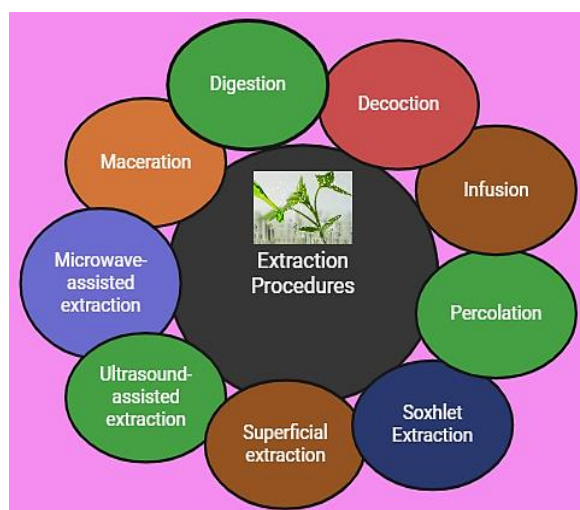 Digestion
Decoction
Maceration
Infusion
Extraction
Procedures
Microwave-
assisted
extraction
Percolation
Ultrasound-
assisted
extraction
Superficial
extraction
Soxhlet
Extraction